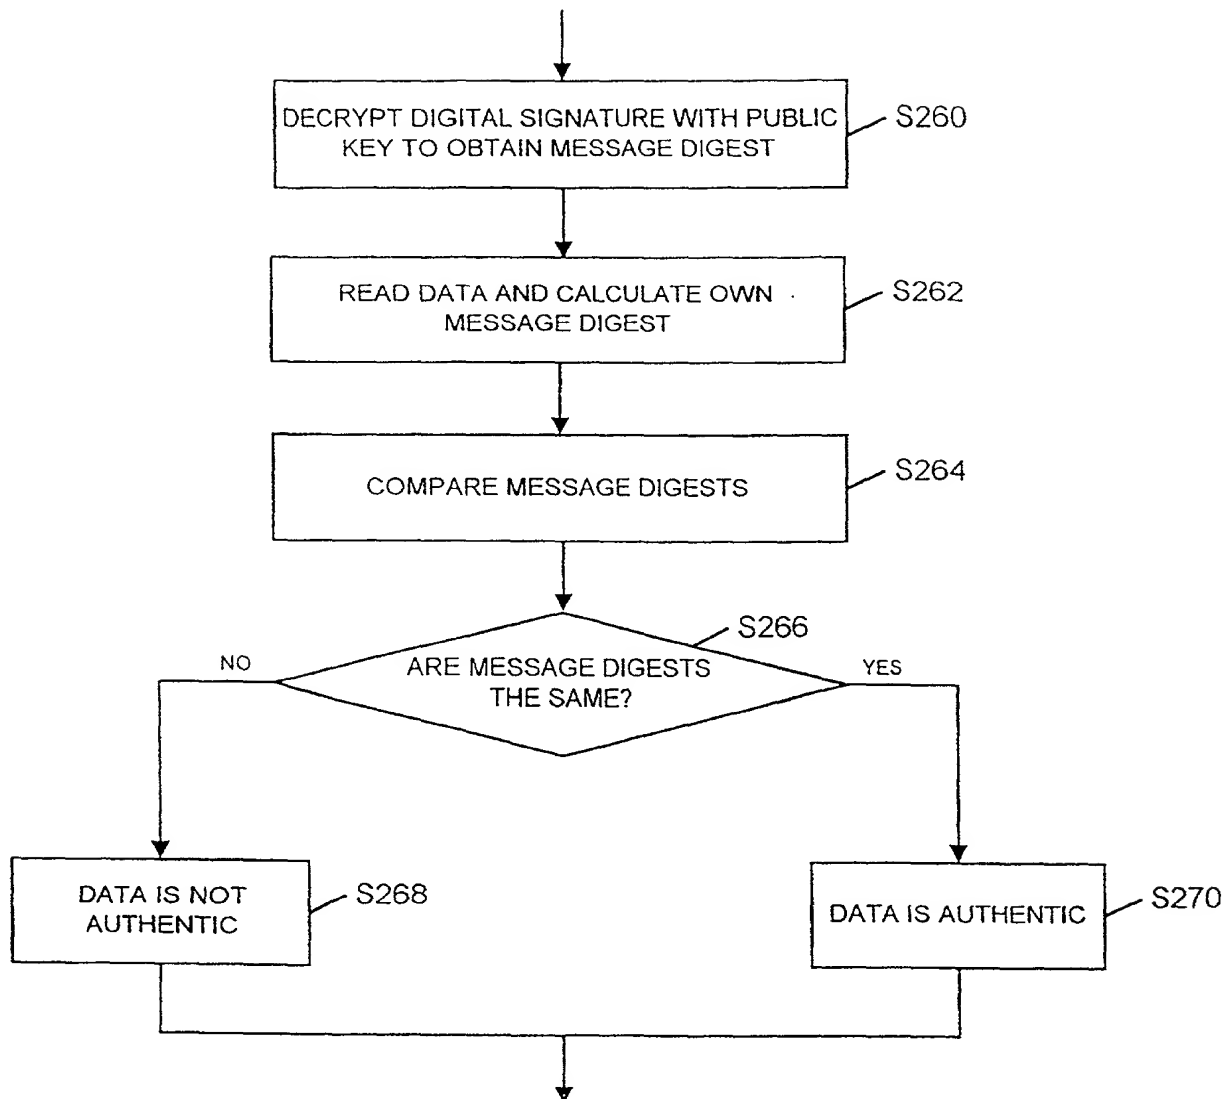 DECRYPT DIGITAL SIGNATURE WITH PUBLIC
KEY TO OBTAIN MESSAGE DIGEST
S260
READ DATA AND CALCULATE OWN
MESSAGE DIGEST
S262
COMPARE MESSAGE DIGESTS
S264
S266
ARE MESSAGE DIGESTS
THE SAME?
NO
YES
DATA IS NOT
AUTHENTIC
S268
DATA IS AUTHENTIC
S270